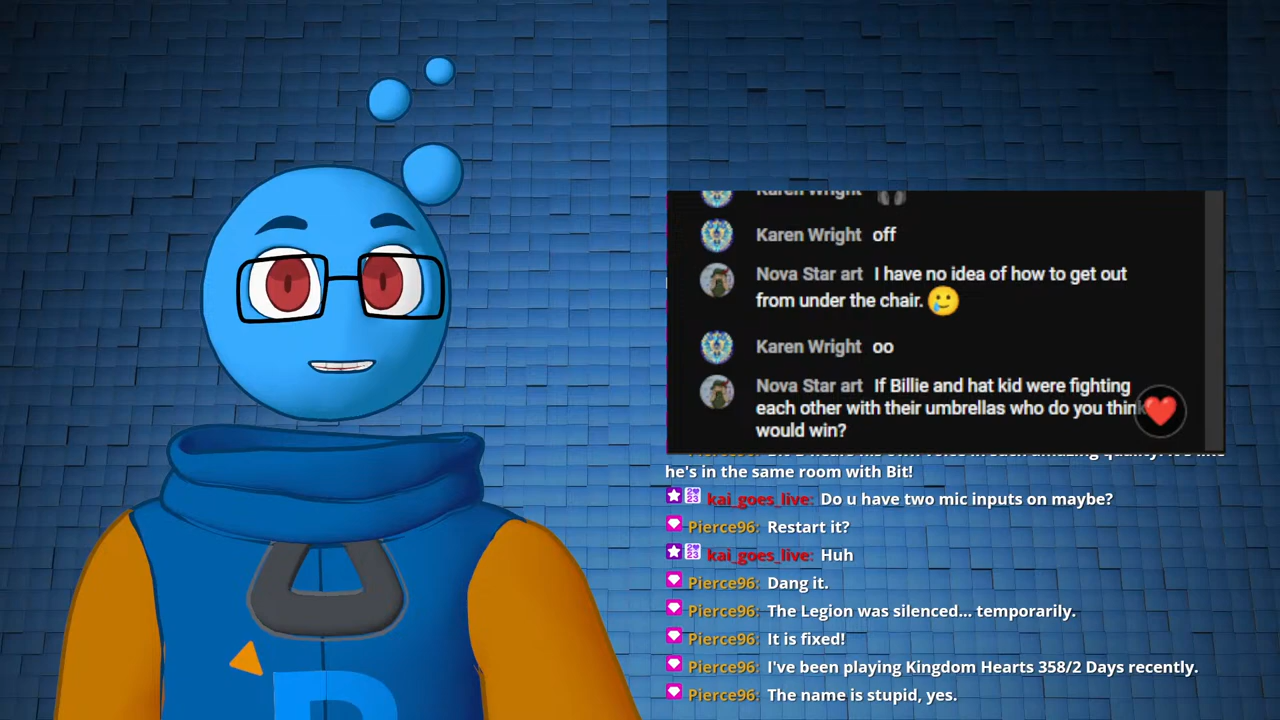 Karen Wright
Karen Wright off
Nova Star art I have no idea of how to get out
from under the chair. 🥲
Karen Wright oo
Nova Star art If Billie and hat kid were fighting
each other with their umbrellas who do you think
would win?
he's in the same room with Bit!
kai_goes_live: Do u have two mic inputs on maybe?
Pierce96: Restart it?
kai_goes_live: Huh
Pierce96: Dang it.
Pierce96: The Legion was silenced... temporarily.
Pierce96: It is fixed!
Pierce96: I've been playing Kingdom Hearts 358/2 Days recently.
Pierce96: The name is stupid, yes.